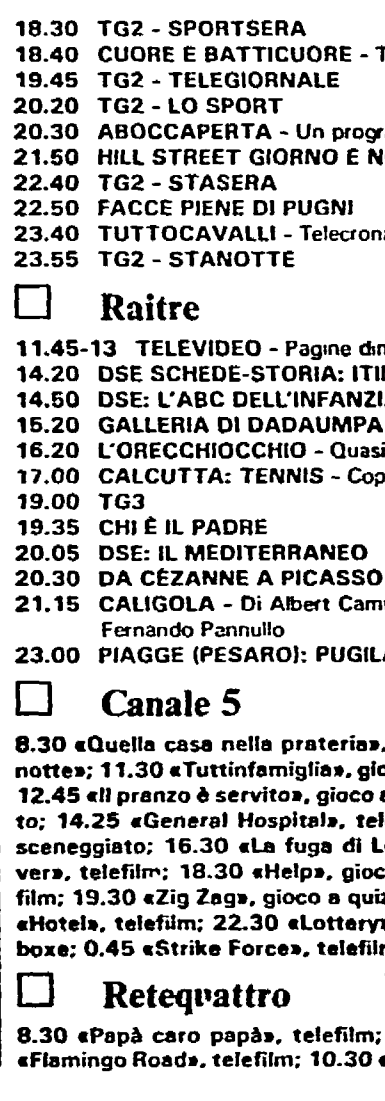 18.30 TG2 - SPORTSERA
18.40 CUORE E BATTICUORE - T
19.45 TG2 - TELEGIORNALE
20.20 TG2 - LO SPORT
20.30 ABOCCAPERTA - Un progr
21.50 HILL STREET GIORNO E N
22.40 TG2 - STASERA
22.50 FACCE PIENE DI PUGNI
23.40 TUTTOCAVALLI - Telecrona
23.55 TG2 - STANOTTE
Raitre
11.45-13 TELEVIDEO - Pagine dim
14.20 DSE SCHEDE-STORIA: ITI
14.50 DSE: L'ABC DELL'INFANZI
15.20 GALLERIA DI DADAUMPA
16.20 L'ORECCHIOCCHIO - Quasi
17.00 CALCUTTA: TENNIS - Cop
19.00 TG3
19.35 CHI È IL PADRE
20.05 DSE: IL MEDITERRANEO
20.30 DA CÉZANNE A PICASSO
21.15 CALIGOLA - Di Albert Cam
Fernando Pannullo
23.00 PIAGGE (PESARO): PUGILA
Canale 5
8.30 «Quella casa nella prateria»,
notte»; 11.30 «Tuttinfamiglia», gio
12.45 «Il pranzo è servito», gioco a
to; 14.25 «General Hospital», tel
sceneggiato; 16.30 «La fuga di L
ver», telefilm; 18.30 «Help», gioc
film; 19.30 «Zig Zag», gioco a quiz
«Hotel», telefilm; 22.30 «Lottery
boxe; 0.45 «Strike Force», telefilm
Retequattro
8.30 «Papà caro papà», telefilm;
«Flamingo Road», telefilm; 10.30 «